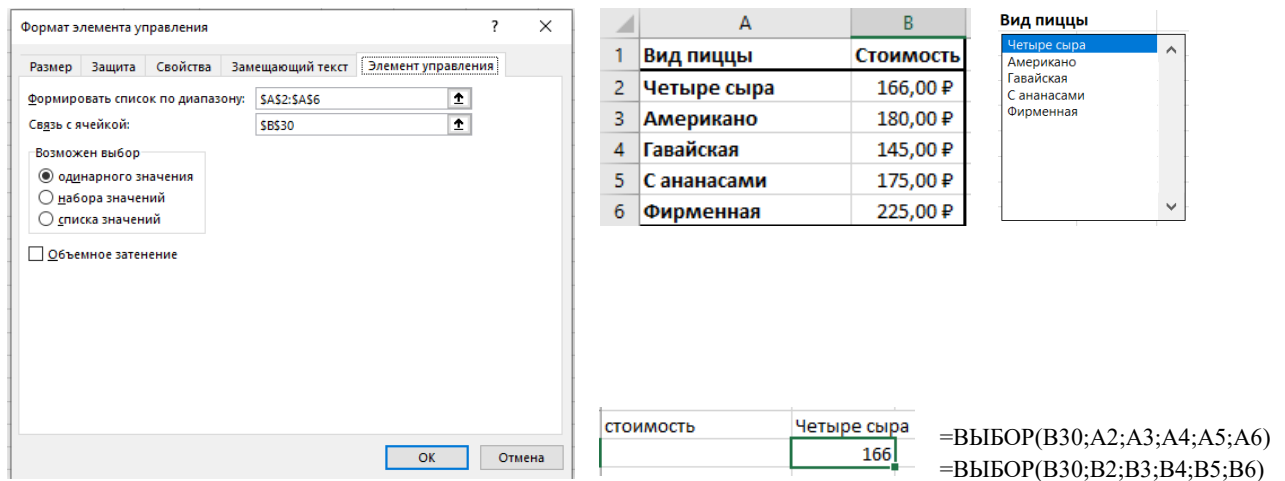 Формат элемента управления ? ×
Размер Защита Свойства Замещающий текст Элемент управления
Формировать список по диапазону: $A$2:$A$6
Связь с ячейкой: $B$30
Возможен выбор
одинарного значения
набора значений
списка значений
Объемное затенение
ОК Отмена
A B
1 Вид пиццы Стоимость
2 Четыре сыра 166,00 ₽
3 Американо 180,00 ₽
4 Гавайская 145,00 ₽
5 С ананасами 175,00 ₽
6 Фирменная 225,00 ₽
Вид пиццы
Четыре сыра
Американо
Гавайская
С ананасами
Фирменная
стоимость Четыре сыра
166
=ВЫБОР(B30;A2;A3;A4;A5;A6)
=ВЫБОР(B30;B2;B3;B4;B5;B6)